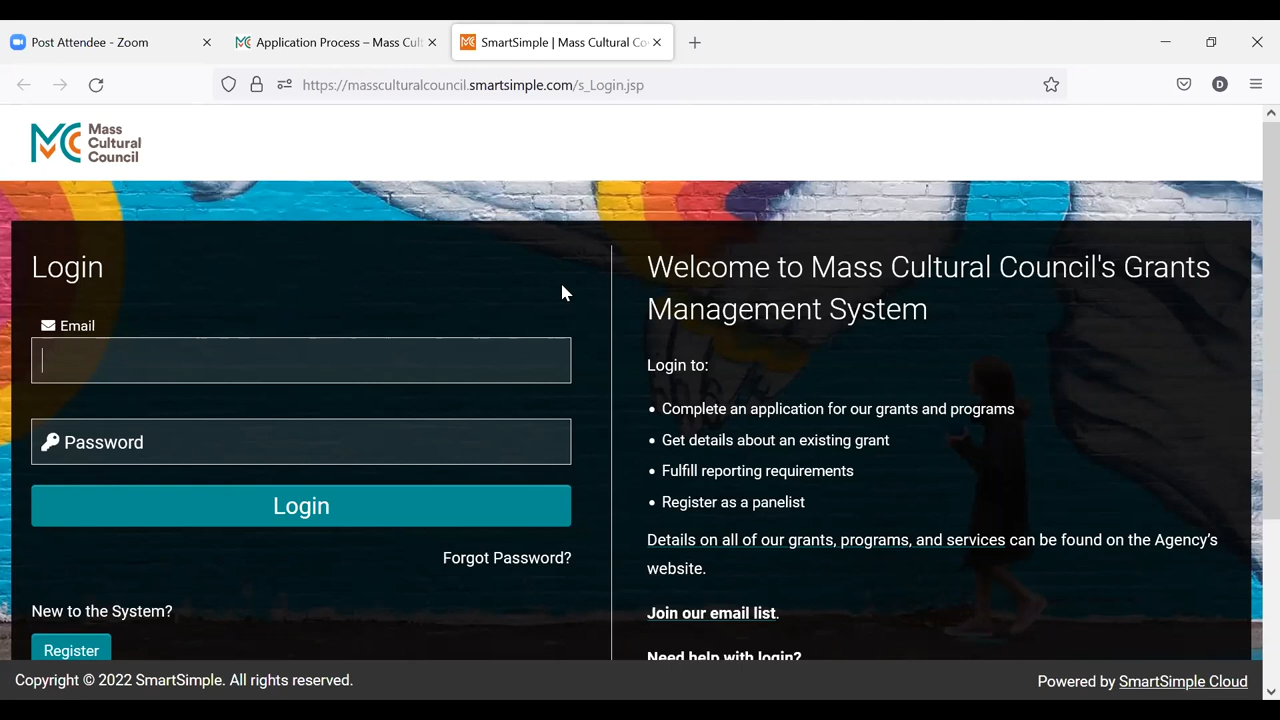 Post Attendee - Zoom
Application Process – Mass Cult
SmartSimple | Mass Cultural Co
https://massculturalcouncil.smartsimple.com/s_Login.jsp
D
Mass
Cultural
Council
Login
Email
Password
Login
Forgot Password?
New to the System?
Register
Welcome to Mass Cultural Council's Grants
Management System
Login to:
• Complete an application for our grants and programs
• Get details about an existing grant
• Fulfill reporting requirements
• Register as a panelist
Details on all of our grants, programs, and services can be found on the Agency's
website.
Join our email list.
Need help with login?
Copyright © 2022 SmartSimple. All rights reserved.
Powered by SmartSimple Cloud